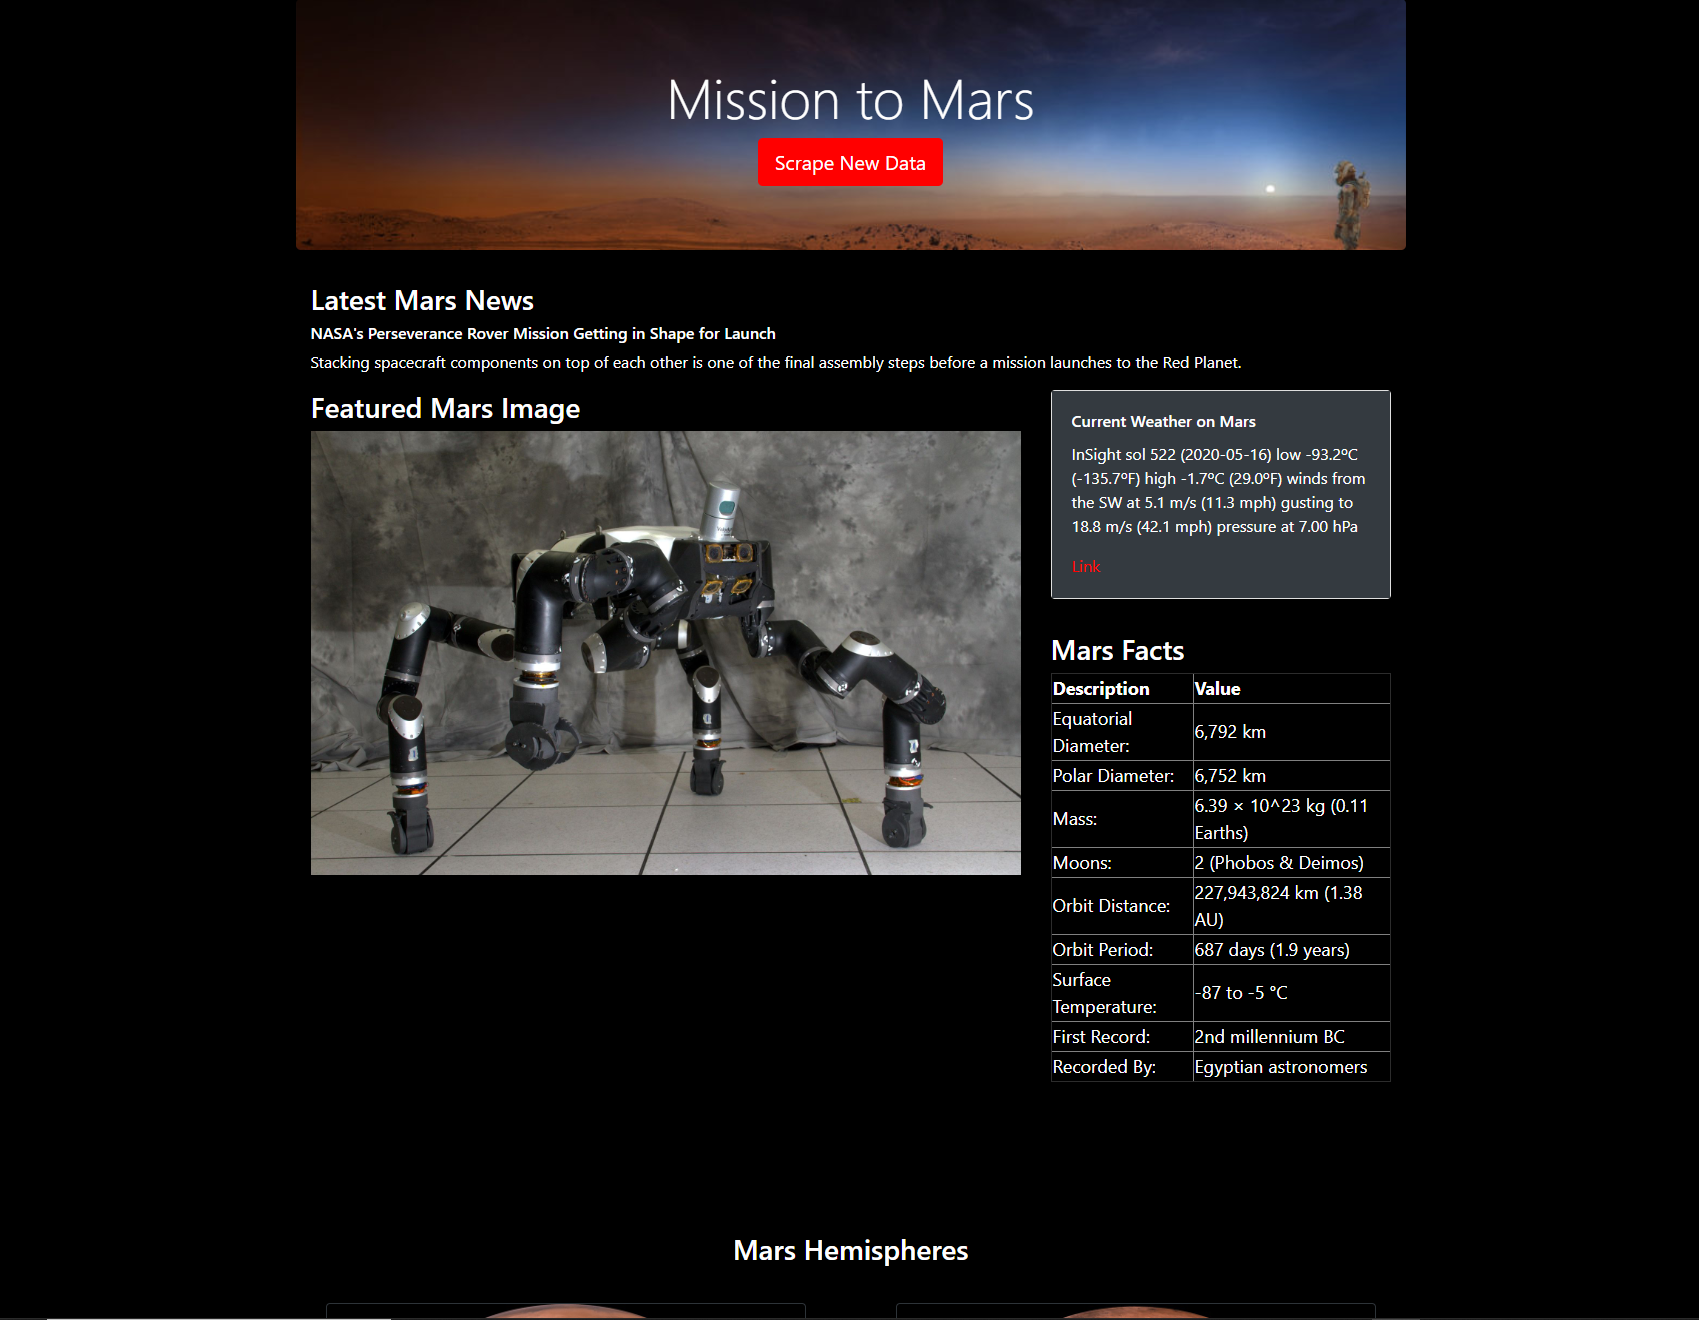 Mission to Mars
Scrape New Data
Latest Mars News
NASA's Perseverance Rover Mission Getting in Shape for Launch
Stacking spacecraft components on top of each other is one of the final assembly steps before a mission launches to the Red Planet.
Featured Mars Image
Current Weather on Mars
InSight sol 522 (2020-05-16) low -93.2ºC
(-135.7ºF) high -1.7ºC (29.0ºF) winds from
the SW at 5.1 m/s (11.3 mph) gusting to
18.8 m/s (42.1 mph) pressure at 7.00 hPa
Link
Mars Facts
Description Value
Equatorial
Diameter: 6,792 km
Polar Diameter: 6,752 km
Mass: 6.39 × 10^23 kg (0.11
Earths)
Moons: 2 (Phobos & Deimos)
Orbit Distance: 227,943,824 km (1.38
AU)
Orbit Period: 687 days (1.9 years)
Surface
Temperature: -87 to -5 °C
First Record: 2nd millennium BC
Recorded By: Egyptian astronomers
Mars Hemispheres